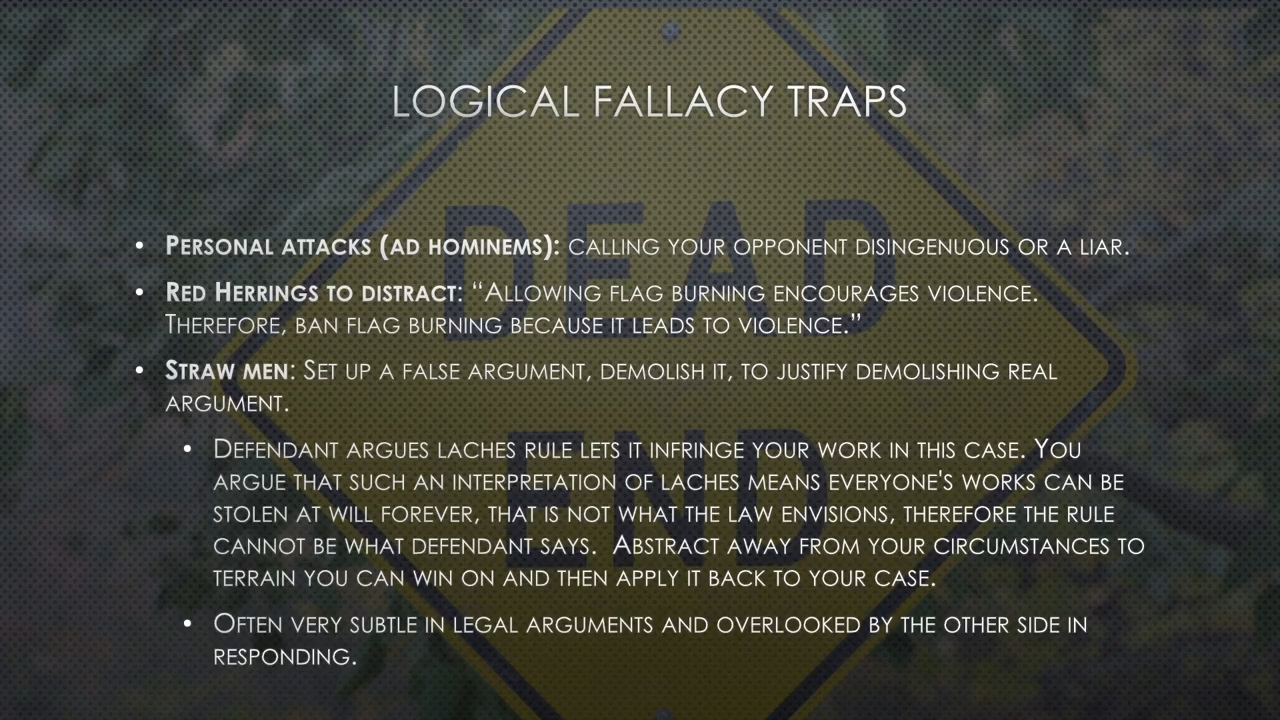 LOGICAL FALLACY TRAPS
DEAD
END
• PERSONAL ATTACKS (AD HOMINEMS): CALLING YOUR OPPONENT DISINGENUOUS OR A LIAR.
• RED HERRINGS TO DISTRACT: “ALLOWING FLAG BURNING ENCOURAGES VIOLENCE.
THEREFORE, BAN FLAG BURNING BECAUSE IT LEADS TO VIOLENCE.”
• STRAW MEN: SET UP A FALSE ARGUMENT, DEMOLISH IT, TO JUSTIFY DEMOLISHING REAL
ARGUMENT.
• DEFENDANT ARGUES LACHES RULE LETS IT INFRINGE YOUR WORK IN THIS CASE. YOU
ARGUE THAT SUCH AN INTERPRETATION OF LACHES MEANS EVERYONE'S WORKS CAN BE
STOLEN AT WILL FOREVER, THAT IS NOT WHAT THE LAW ENVISIONS, THEREFORE THE RULE
CANNOT BE WHAT DEFENDANT SAYS. ABSTRACT AWAY FROM YOUR CIRCUMSTANCES TO
TERRAIN YOU CAN WIN ON AND THEN APPLY IT BACK TO YOUR CASE.
• OFTEN VERY SUBTLE IN LEGAL ARGUMENTS AND OVERLOOKED BY THE OTHER SIDE IN
RESPONDING.